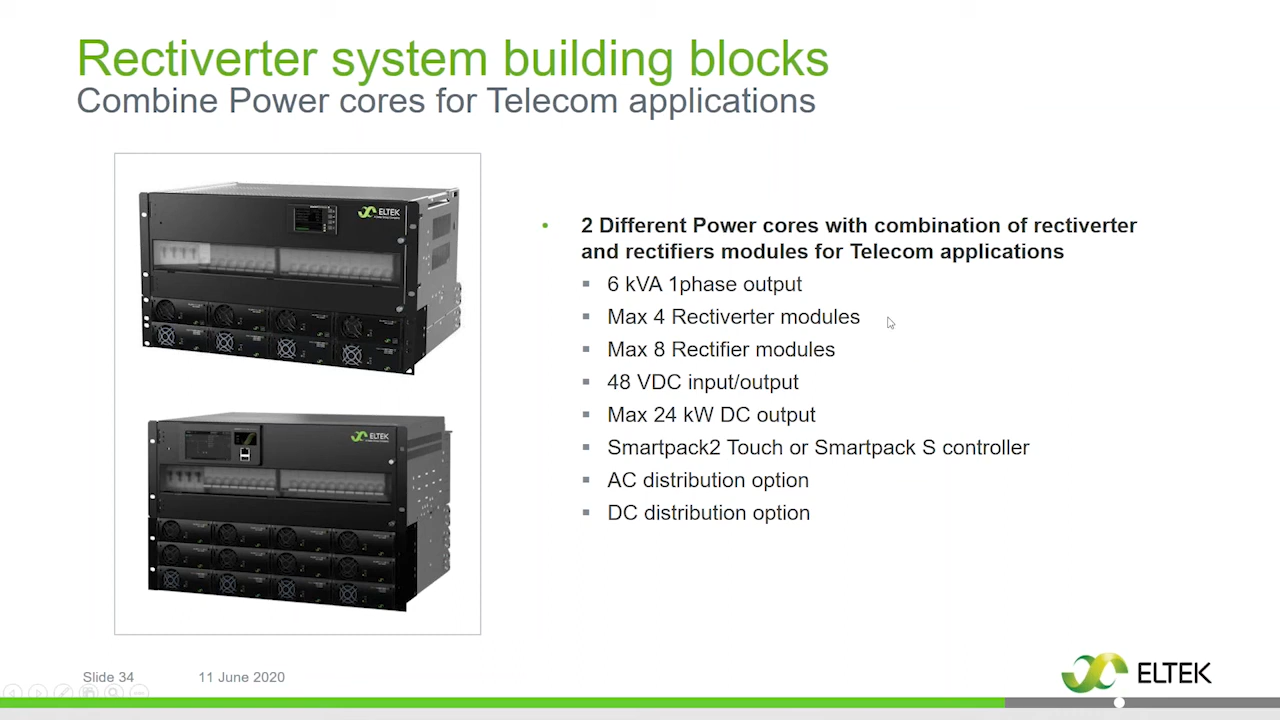 Rectiverter system building blocks
Combine Power cores for Telecom applications
ELTEK
ELTEK
• 2 Different Power cores with combination of rectiverter
and rectifiers modules for Telecom applications
▪ 6 kVA 1phase output
▪ Max 4 Rectiverter modules
▪ Max 8 Rectifier modules
▪ 48 VDC input/output
▪ Max 24 kW DC output
▪ Smartpack2 Touch or Smartpack S controller
▪ AC distribution option
▪ DC distribution option
Slide 34 11 June 2020
ELTEK